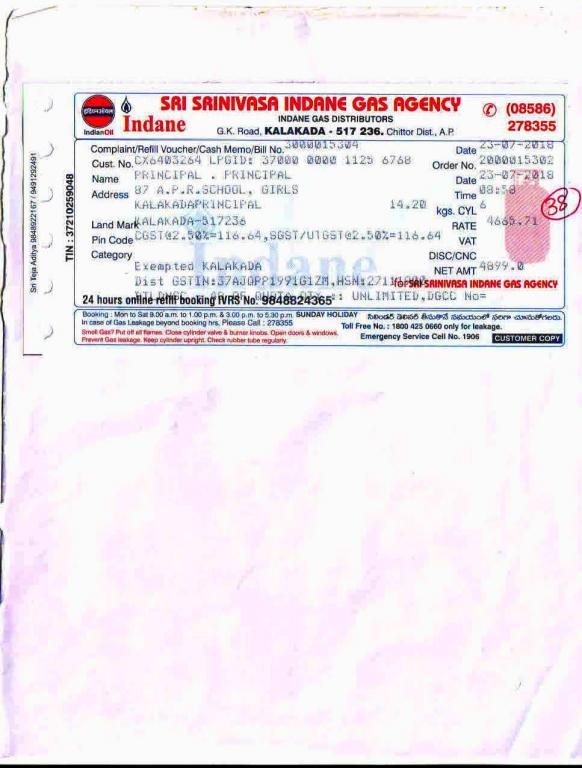 SRI SRINIVASA INDANE GAS AGENCY
इंडियनऑयल
IndianOil
Indane
INDANE GAS DISTRIBUTORS
G.K. Road, KALAKADA - 517 236. Chittor Dist., A.P.
✆ (08586)
278355
Complaint/Refill Voucher/Cash Memo/Bill No. 3000015304 Date 23-07-2018
Cust. No. CX6403264 LPGID: 37000 0000 1125 6768 Order No. 2000015302
Name PRINCIPAL . PRINCIPAL Date 23-07-2018
Address 87 A.P.R.SCHOOL, GIRLS Time 08:58
KALAKADAPRINCIPAL 14.20 kgs. CYL 6
38
Land Mark KALAKADA-517236 RATE 4665.71
Pin Code CGST@2.50%=116.64,SGST/UTGST@2.50%=116.64 VAT
Category DISC/CNC
Exempted KALAKADA NET AMT 4899.0
Dist GSTIN:37AJQPP1991G1ZM,HSN:
for SRI SRINIVASA INDANE GAS AGENCY
24 hours online refill booking IVRS No. 9848824365
: UNLIMITED,DGCC No=
Booking : Mon to Sat 9.00 a.m. to 1.00 p.m. & 3.00 p.m. to 5.30 p.m. SUNDAY HOLIDAY
In case of Gas Leakage beyond booking hrs. Please Call : 278355
Toll Free No. : 1800 425 0660 only for leakage.
Smell Gas? Put off all flames. Close cylinder valve & burner knobs. Open doors & windows.
Prevent Gas leakage. Keep cylinder upright. Check rubber tube regularly.
Emergency Service Cell No. 1906
CUSTOMER COPY
TIN : 37210259048
Sri Teja Aditya 9848922167 / 9491292491
Indane